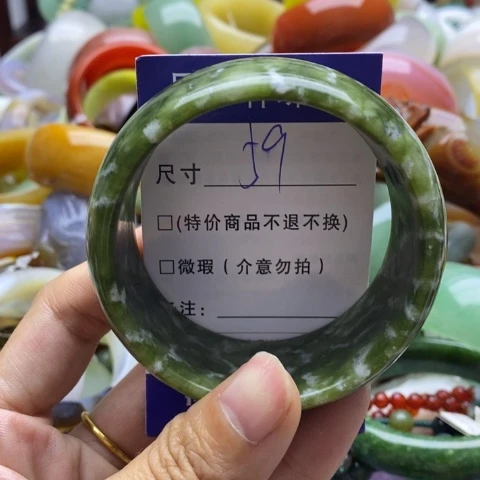 尺寸 59
□(特价商品不退不换)
□微瑕(介意勿拍)
注: